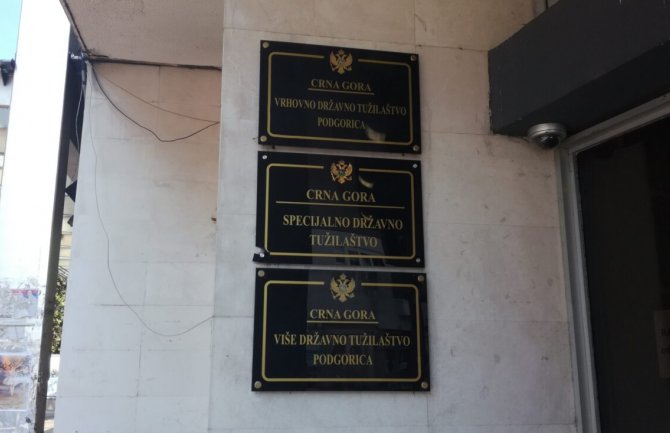 CRNA GORA
VRHOVNO DRŽAVNO TUŽILAŠTVO
PODGORICA
CRNA GORA
SPECIJALNO DRŽAVNO
TUŽILAŠTVO
CRNA GORA
VIŠE DRŽAVNO TUŽILAŠTVO
PODGORICA